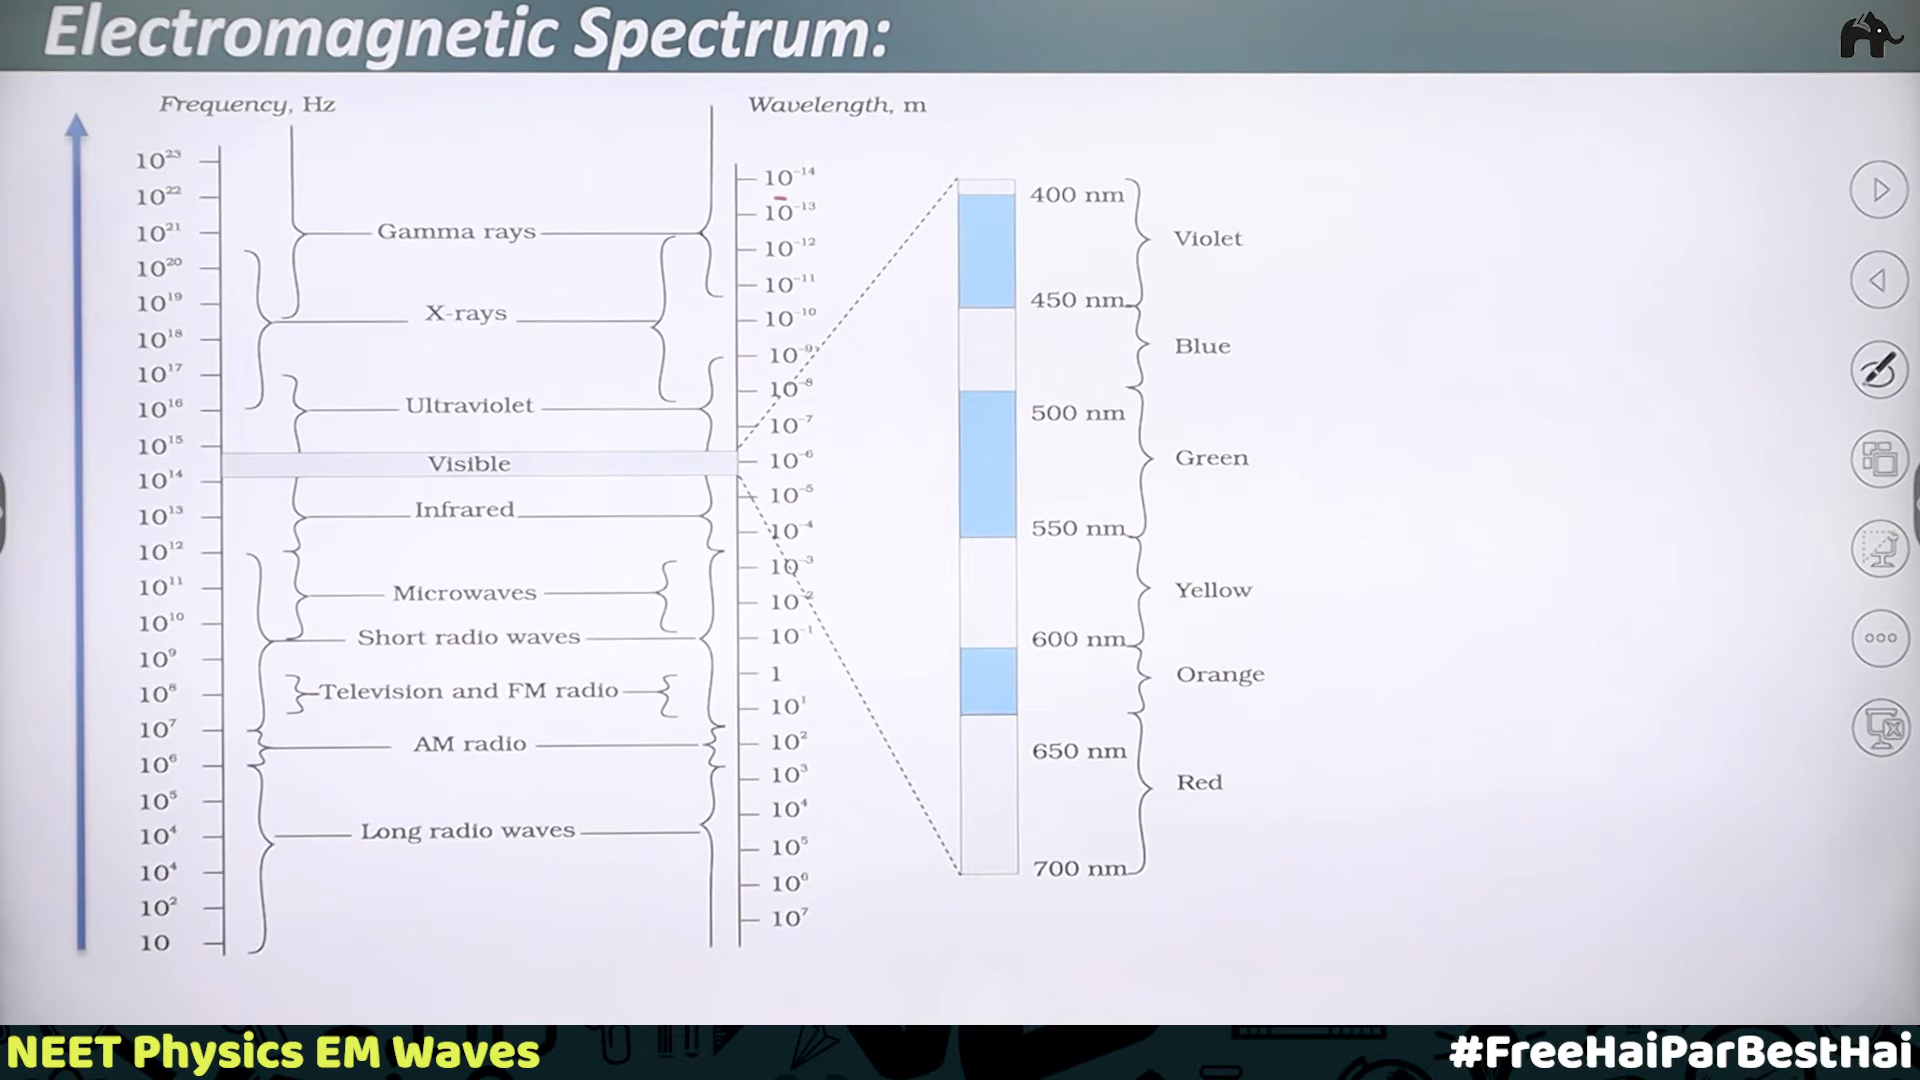 Electromagnetic Spectrum:
Frequency, Hz
Wavelength, m
10²³
10²²
10²¹
10²⁰
10¹⁹
10¹⁸
10¹⁷
10¹⁶
10¹⁵
10¹⁴
10¹³
10¹²
10¹¹
10¹⁰
10⁹
10⁸
10⁷
10⁶
10⁵
10⁴
10⁴
10²
10
Gamma rays
X-rays
Ultraviolet
Visible
Infrared
Microwaves
Short radio waves
Television and FM radio
AM radio
Long radio waves
10⁻¹⁴
10⁻¹³
10⁻¹²
10⁻¹¹
10⁻¹⁰
10⁻⁹
10⁻⁸
10⁻⁷
10⁻⁶
10⁻⁵
10⁻⁴
10⁻³
10⁻²
10⁻¹
1
10¹
10²
10³
10⁴
10⁵
10⁶
10⁷
400 nm
450 nm
500 nm
550 nm
600 nm
650 nm
700 nm
Violet
Blue
Green
Yellow
Orange
Red
NEET Physics EM Waves
#FreeHaiParBestHai